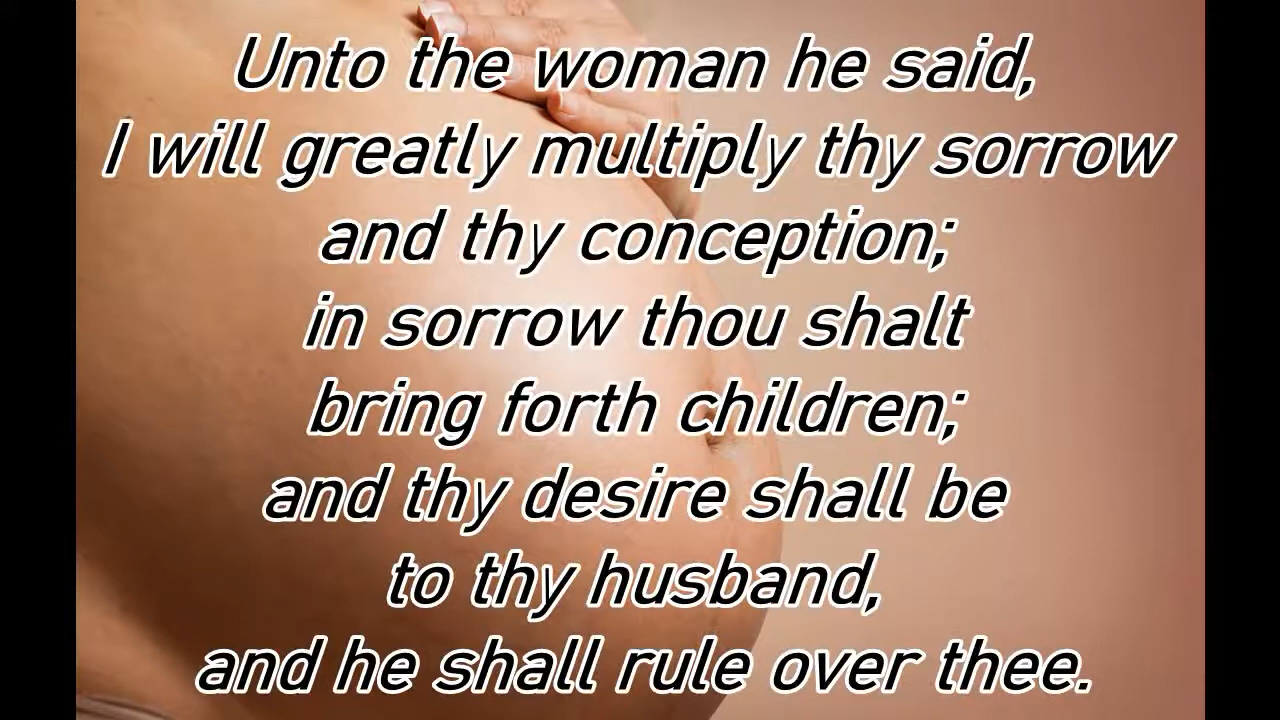 Unto the woman he said,
I will greatly multiply thy sorrow
and thy conception;
in sorrow thou shalt
bring forth children;
and thy desire shall be
to thy husband,
and he shall rule over thee.